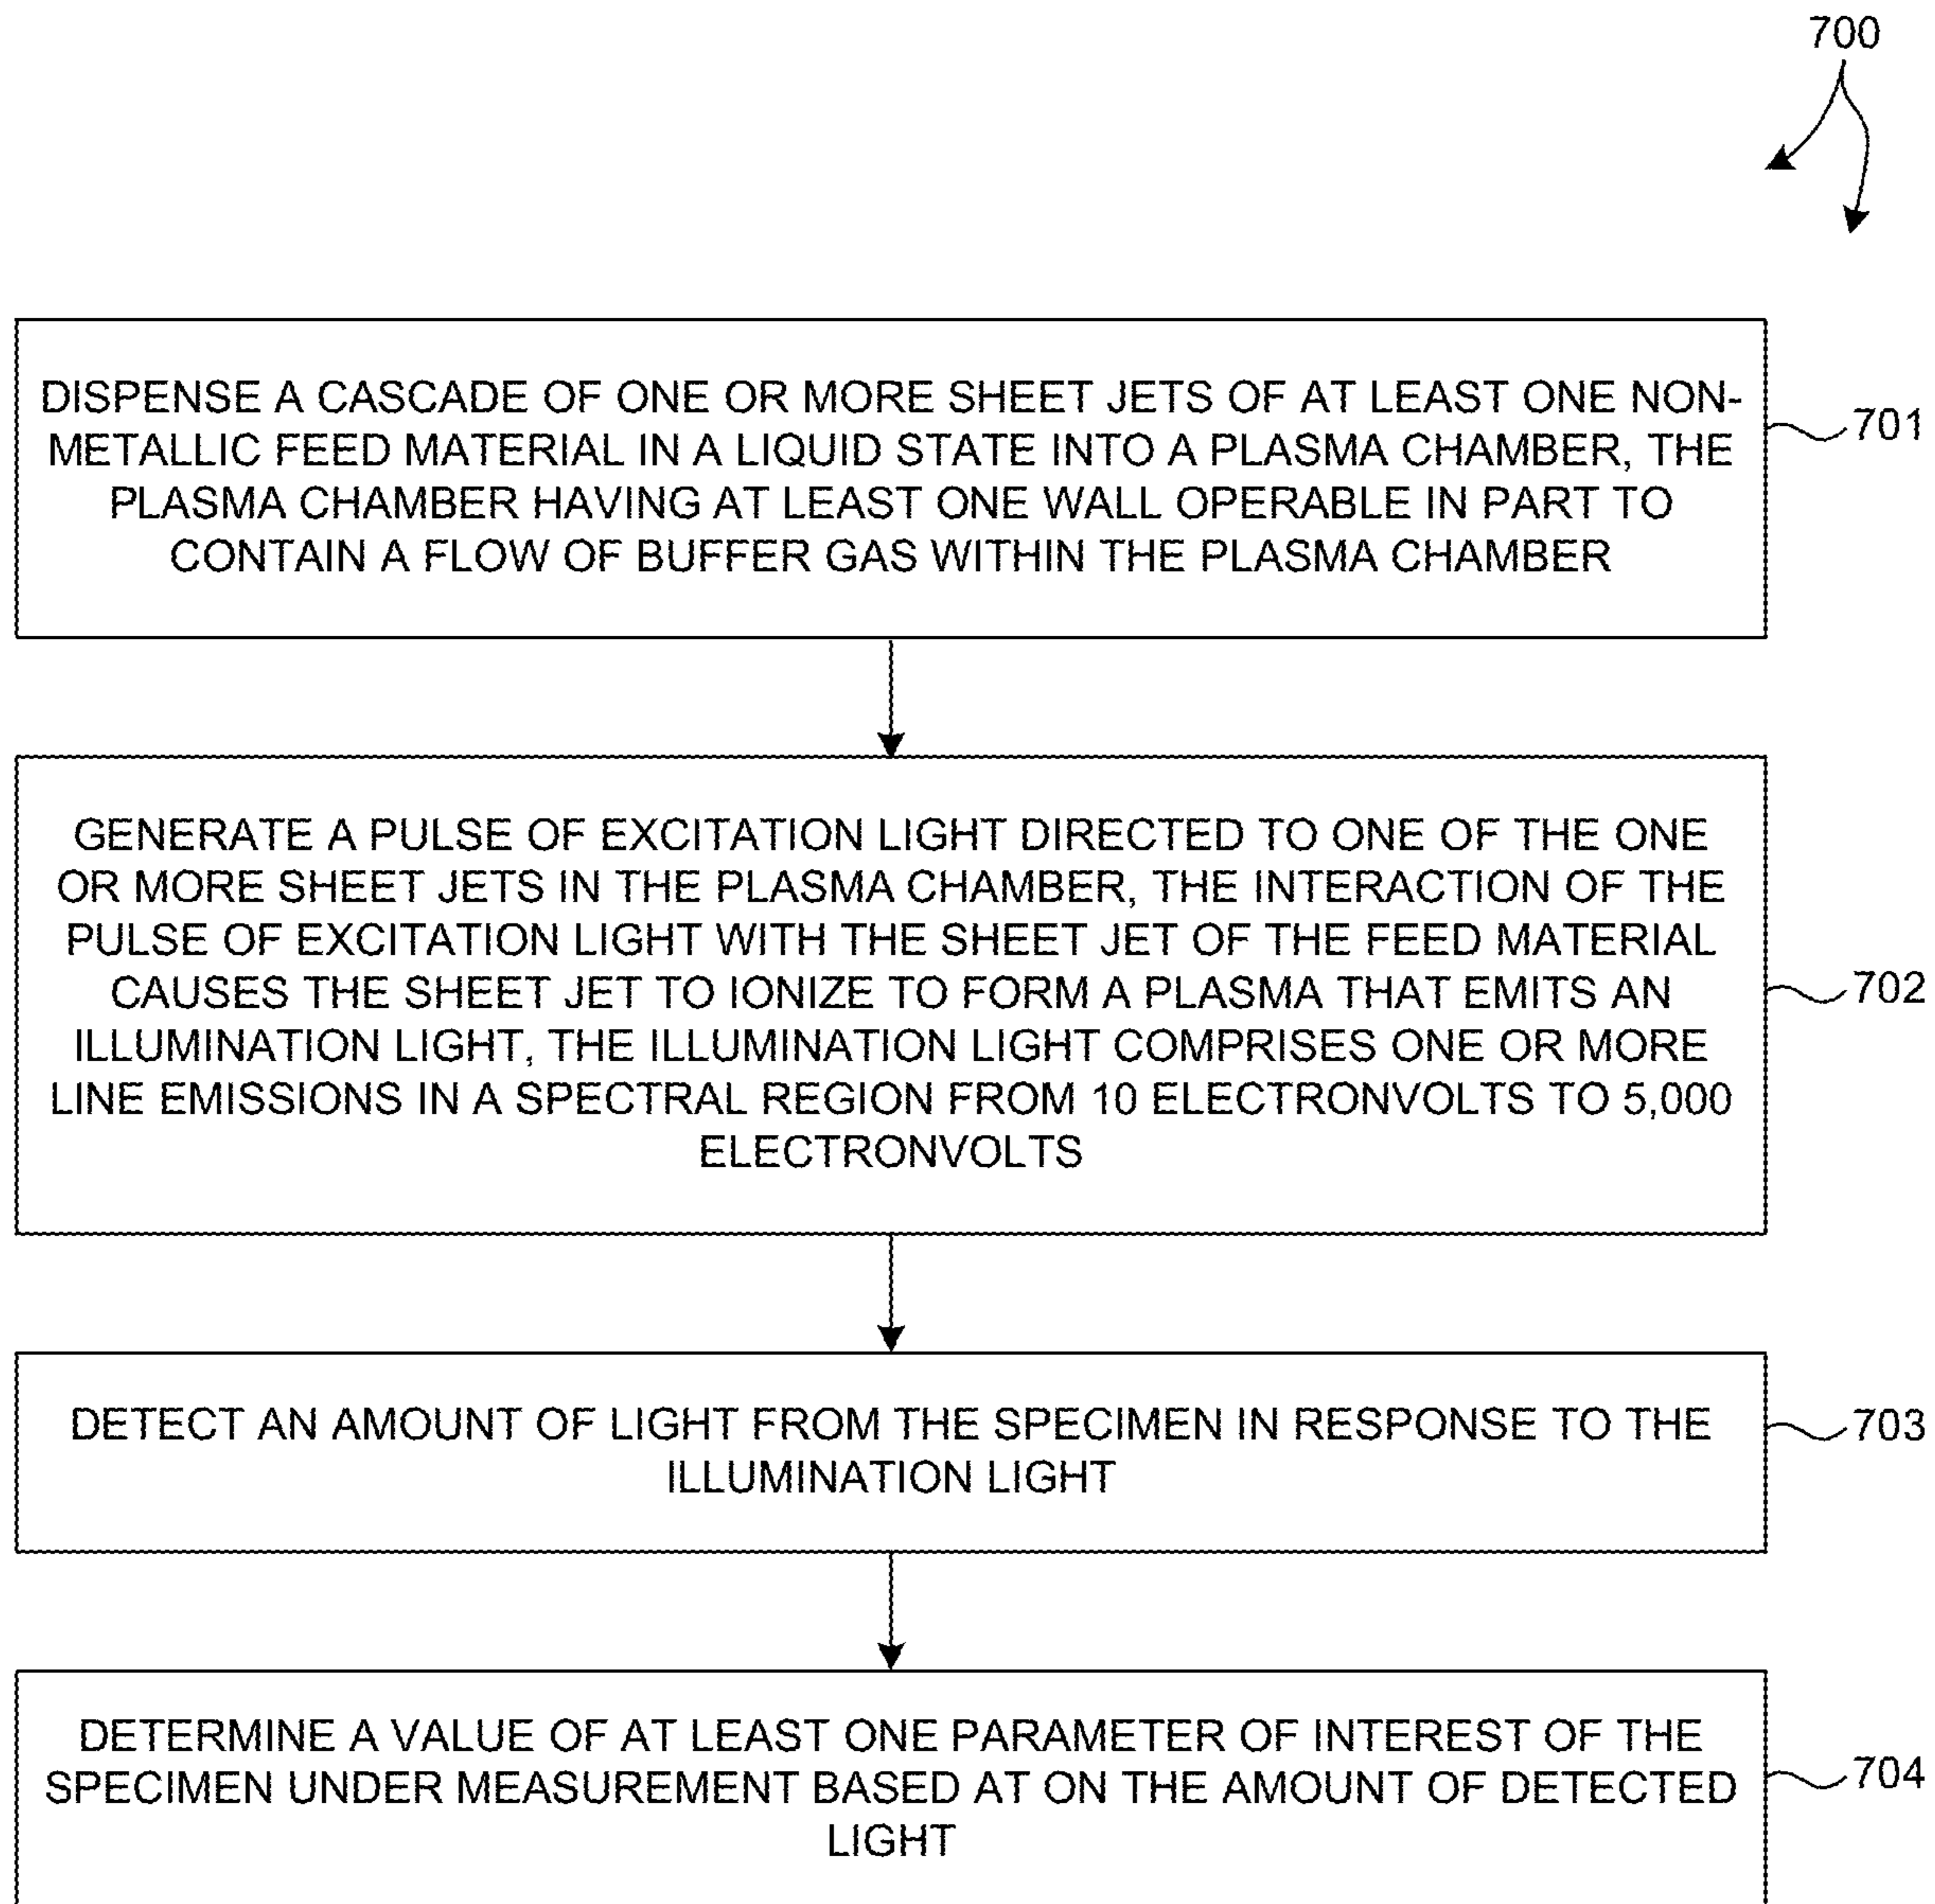 700
DISPENSE A CASCADE OF ONE OR MORE SHEET JETS OF AT LEAST ONE NON-
METALLIC FEED MATERIAL IN A LIQUID STATE INTO A PLASMA CHAMBER, THE
PLASMA CHAMBER HAVING AT LEAST ONE WALL OPERABLE IN PART TO
CONTAIN A FLOW OF BUFFER GAS WITHIN THE PLASMA CHAMBER
701
GENERATE A PULSE OF EXCITATION LIGHT DIRECTED TO ONE OF THE ONE
OR MORE SHEET JETS IN THE PLASMA CHAMBER, THE INTERACTION OF THE
PULSE OF EXCITATION LIGHT WITH THE SHEET JET OF THE FEED MATERIAL
CAUSES THE SHEET JET TO IONIZE TO FORM A PLASMA THAT EMITS AN
ILLUMINATION LIGHT, THE ILLUMINATION LIGHT COMPRISES ONE OR MORE
LINE EMISSIONS IN A SPECTRAL REGION FROM 10 ELECTRONVOLTS TO 5,000
ELECTRONVOLTS
702
DETECT AN AMOUNT OF LIGHT FROM THE SPECIMEN IN RESPONSE TO THE
ILLUMINATION LIGHT
703
DETERMINE A VALUE OF AT LEAST ONE PARAMETER OF INTEREST OF THE
SPECIMEN UNDER MEASUREMENT BASED AT ON THE AMOUNT OF DETECTED
LIGHT
704